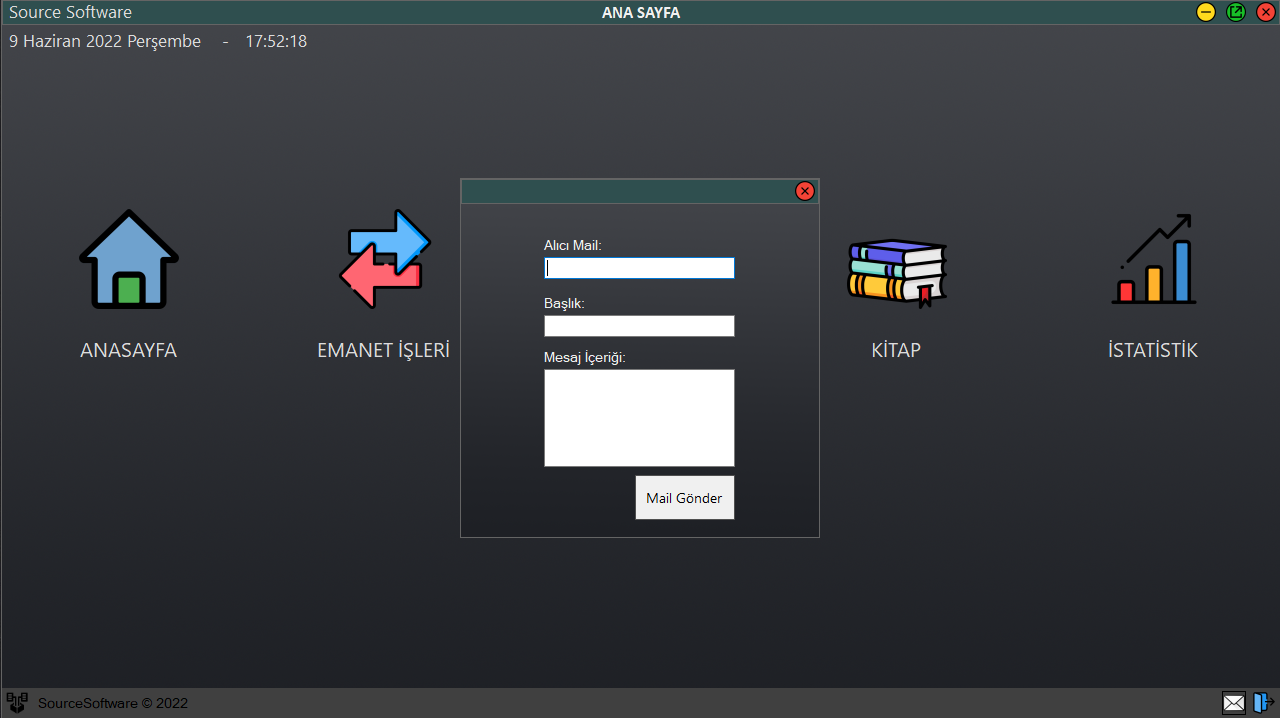 Source Software
ANA SAYFA
9 Haziran 2022 Perşembe - 17:52:18
Alıcı Mail:
Başlık:
Mesaj İçeriği:
Mail Gönder
ANASAYFA
EMANET İŞLERİ
KİTAP
İSTATİSTİK
SourceSoftware © 2022